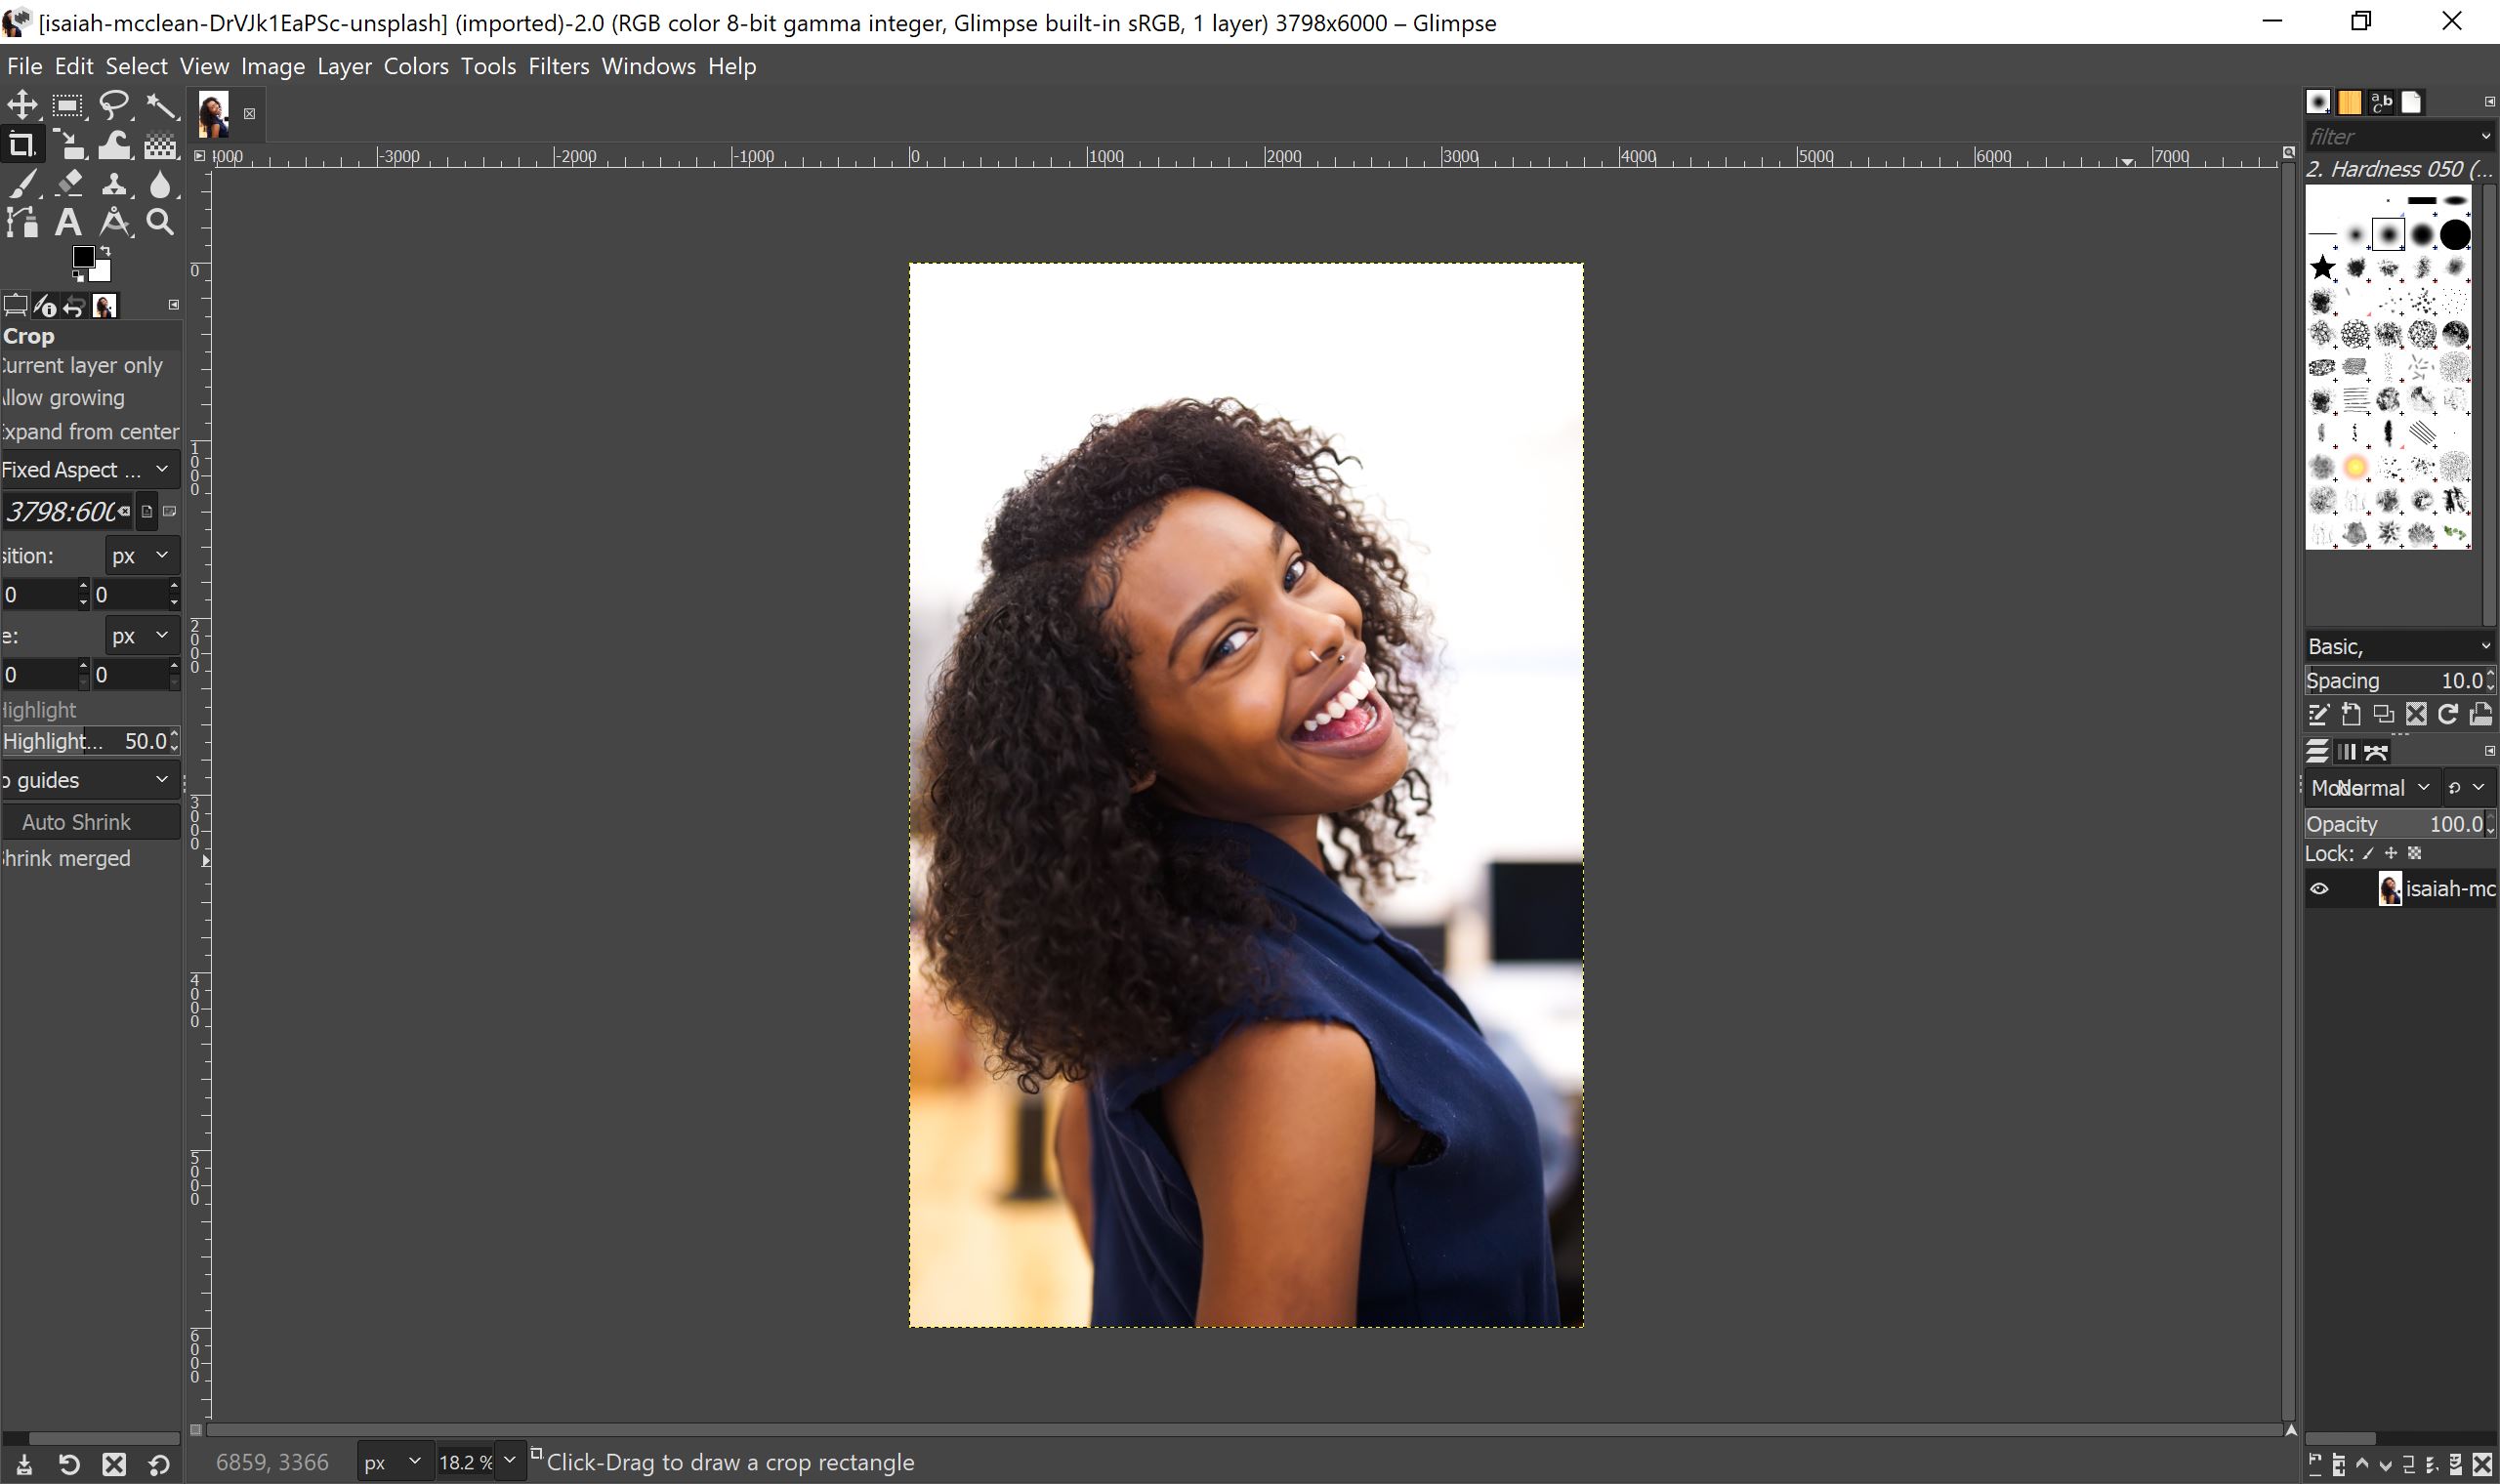 [isaiah-mcclean-DrVJk1EaPSc-unsplash] (imported)-2.0 (RGB color 8-bit gamma integer, Glimpse built-in sRGB, 1 layer) 3798x6000 – Glimpse
File Edit Select View Image Layer Colors Tools Filters Windows Help
filter
-3000 -2000 -1000 0 1000 2000 3000 4000 5000 6000 7000
2. Hardness 050 (...
0
1000
2000
3000
4000
5000
6000
Crop
Current layer only
Allow growing
Expand from center
Fixed Aspect ...
3798:600
sition:
px
0
0
e:
px
0
0
Highlight
Highlight... 50.0
o guides
Auto Shrink
Shrink merged
Basic,
Spacing 10.0
Mode Normal
Opacity 100.0
Lock:
isaiah-mc
6859, 3366 px 18.2 % Click-Drag to draw a crop rectangle